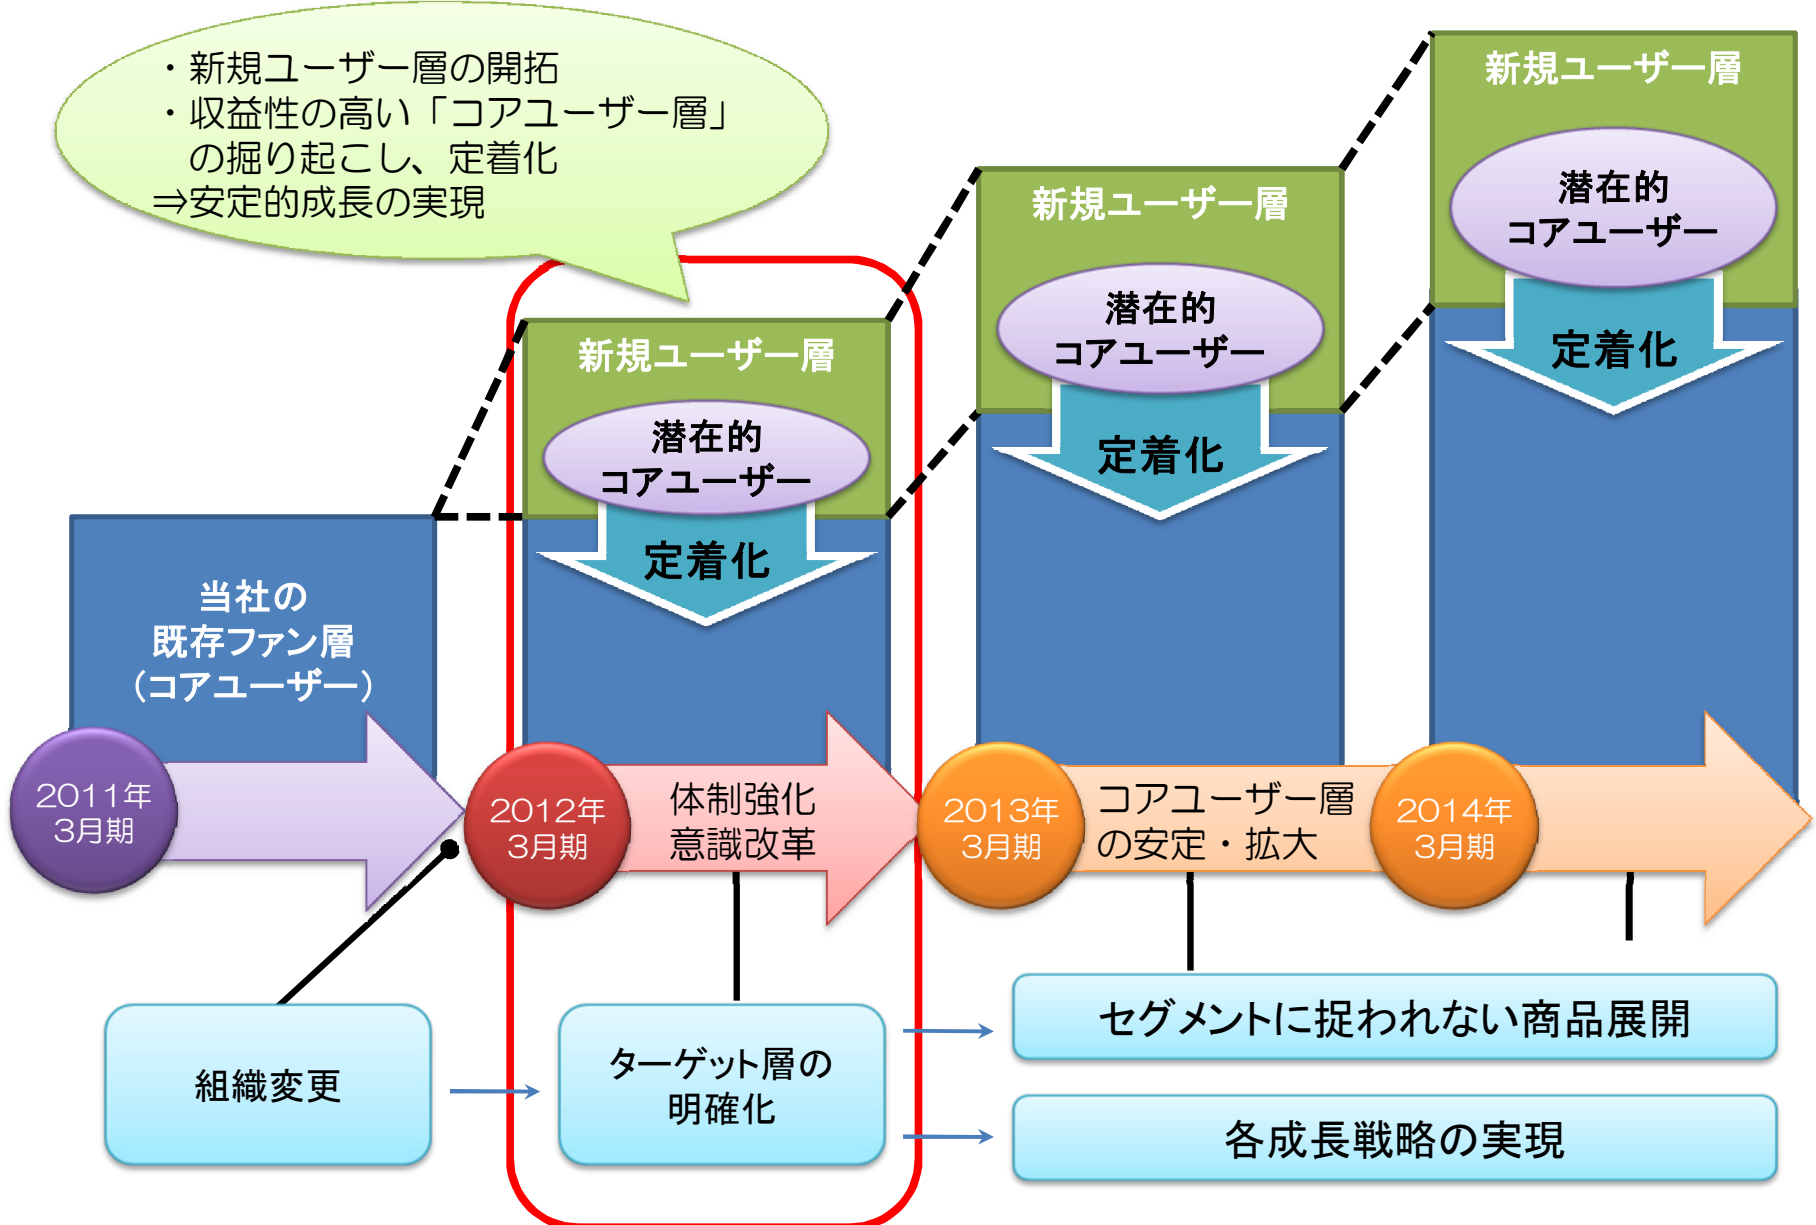 ・新規ユーザー層の開拓
・収益性の高い「コアユーザー層」
の掘り起こし、定着化
⇒安定的成長の実現
新規ユーザー層
潜在的
コアユーザー
定着化
新規ユーザー層
潜在的
コアユーザー
定着化
新規ユーザー層
潜在的
コアユーザー
定着化
当社の
既存ファン層
（コアユーザー）
2011年
3月期
2012年
3月期
体制強化
意識改革
2013年
3月期
コアユーザー層
の安定・拡大
2014年
3月期
組織変更
ターゲット層の
明確化
セグメントに捉われない商品展開
各成長戦略の実現